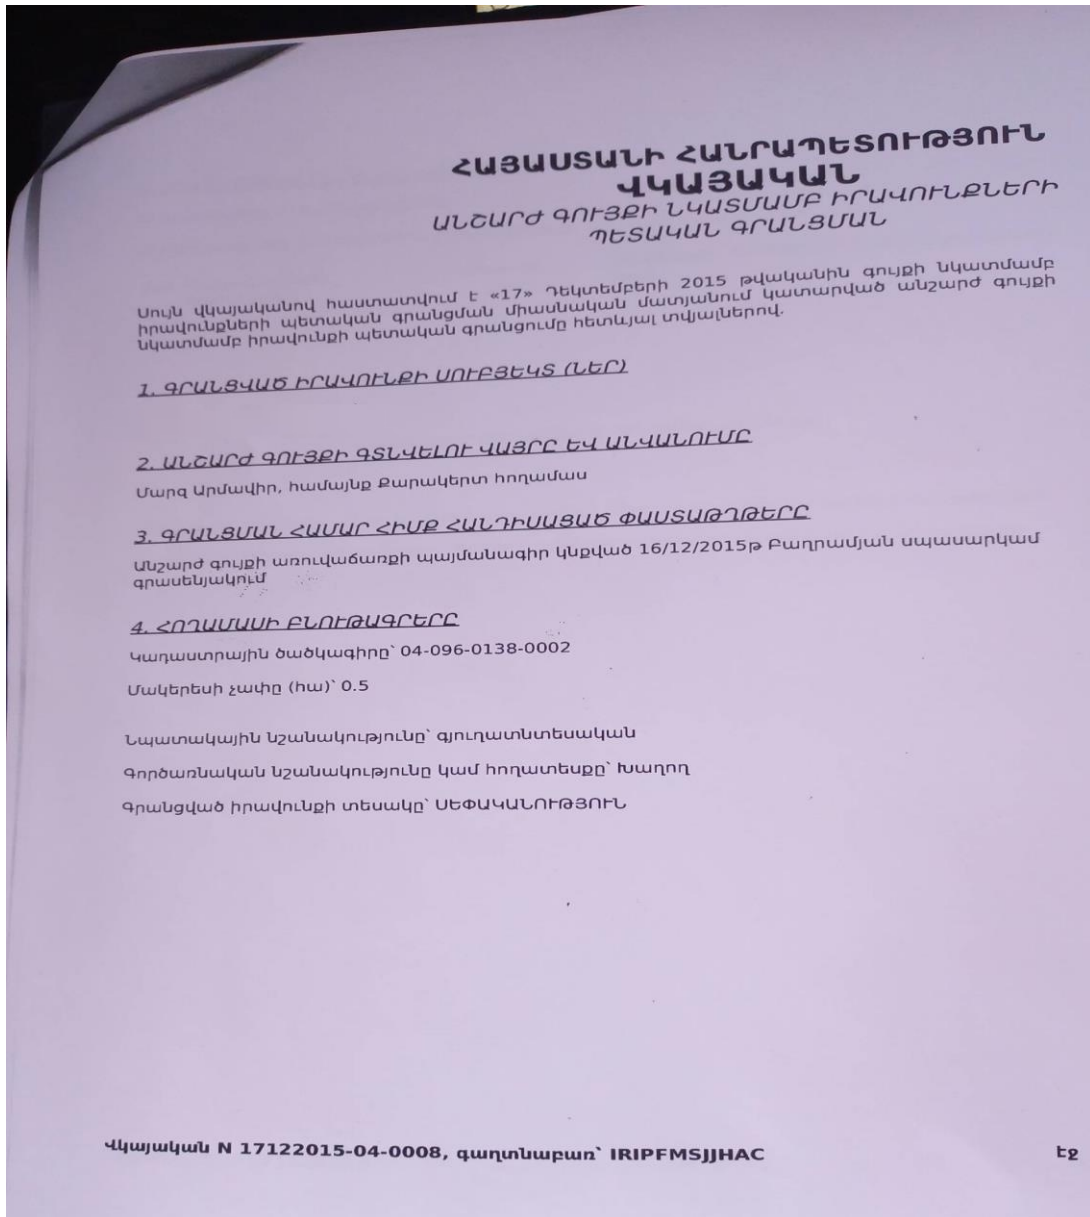 ՀԱՅԱՍՏԱՆԻ ՀԱՆՐԱՊԵՏՈՒԹՅՈՒՆ
ՎԿԱՅԱԿԱՆ
ԱՆՇԱՐԺ ԳՈՒՅՔԻ ՆԿԱՏՄԱՄԲ ԻՐԱՎՈՒՆՔՆԵՐԻ
ՊԵՏԱԿԱՆ ԳՐԱՆՑՄԱՆ
Սույն վկայականով հաստատվում է «17» Դեկտեմբերի 2015 թվականին գույքի նկատմամբ
իրավունքների պետական գրանցման միասնական մատյանում կատարված անշարժ գույքի
նկատմամբ իրավունքի պետական գրանցումը հետևյալ տվյալներով.
1. ԳՐԱՆՑՎԱԾ ԻՐԱՎՈՒՆՔԻ ՍՈՒԲՅԵԿՏ (ՆԵՐ)
2. ԱՆՇԱՐԺ ԳՈՒՅՔԻ ԳՏՆՎԵԼՈՒ ՎԱՅՐԸ ԵՎ ԱՆՎԱՆՈՒՄԸ
Մարզ Արմավիր, համայնք Քարակերտ հողամաս
3. ԳՐԱՆՑՄԱՆ ՀԱՄԱՐ ՀԻՄՔ ՀԱՆԴԻՍԱՑԱԾ ՓԱՍՏԱԹՂԹԵՐԸ
Անշարժ գույքի առուվաճառքի պայմանագիր կնքված 16/12/2015թ Բաղրամյան սպասարկամ
գրասենյակում
4. ՀՈՂԱՄԱՍԻ ԲՆՈՒԹԱԳՐԵՐԸ
Կադաստրային ծածկագիրը՝ 04-096-0138-0002
Մակերեսի չափը (հա)՝ 0.5
Նպատակային նշանակությունը՝ գյուղատնտեսական
Գործառնական նշանակությունը կամ հողատեսքը՝ Խաղող
Գրանցված իրավունքի տեսակը՝ ՍԵՓԱԿԱՆՈՒԹՅՈՒՆ
Վկայական N 17122015-04-0008, գաղտնաբառ՝ IRIPFMSJJHAC էջ